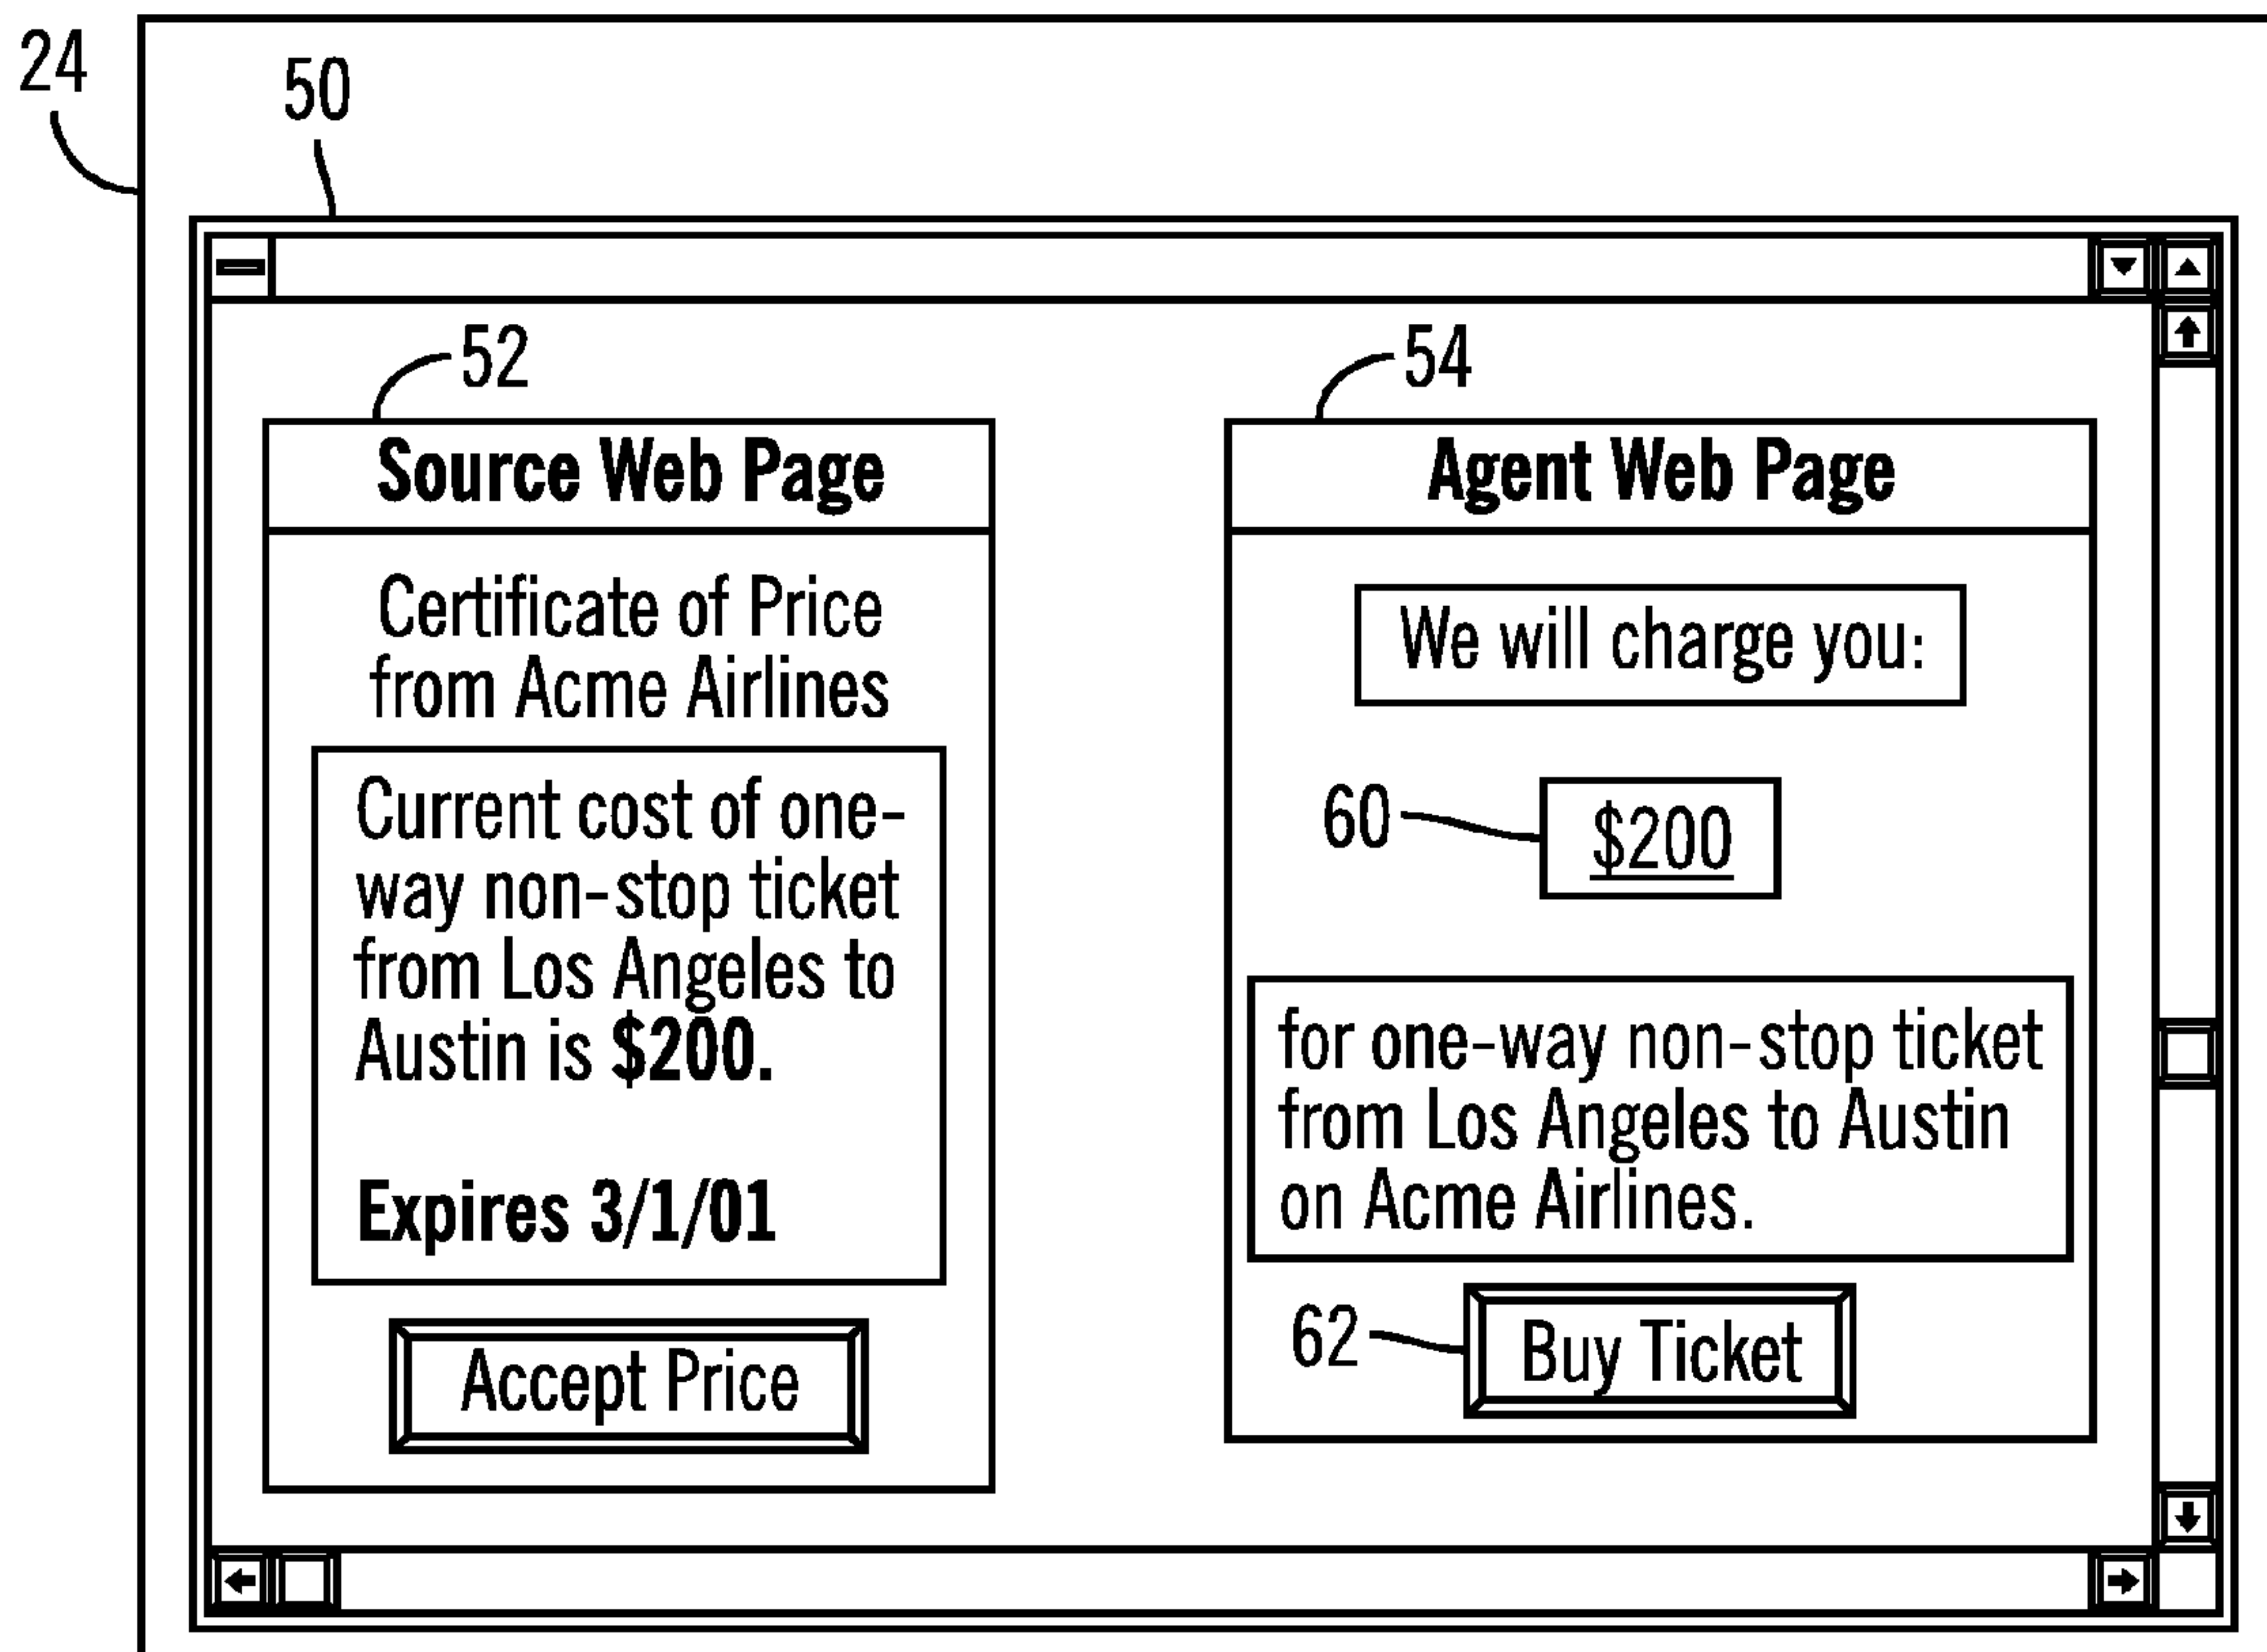 24
50
52
Source Web Page
Certificate of Price
from Acme Airlines
Current cost of one-
way non-stop ticket
from Los Angeles to
Austin is $200.
Expires 3/1/01
Accept Price
54
Agent Web Page
We will charge you:
60
$200
for one-way non-stop ticket
from Los Angeles to Austin
on Acme Airlines.
62
Buy Ticket